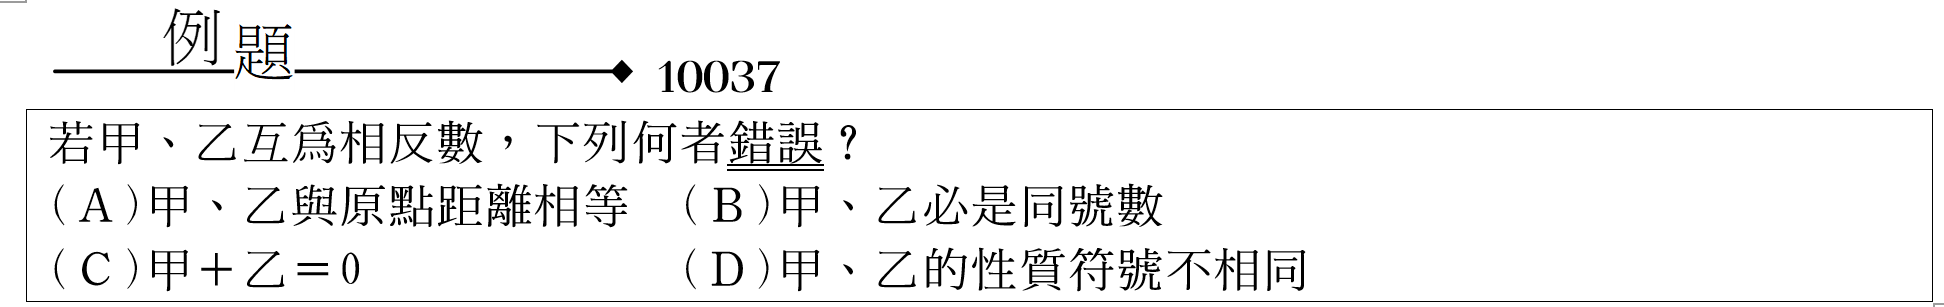 例題 10037
若甲、乙互為相反數，下列何者錯誤？
（A）甲、乙與原點距離相等 （B）甲、乙必是同號數
（C）甲＋乙＝0 （D）甲、乙的性質符號不相同